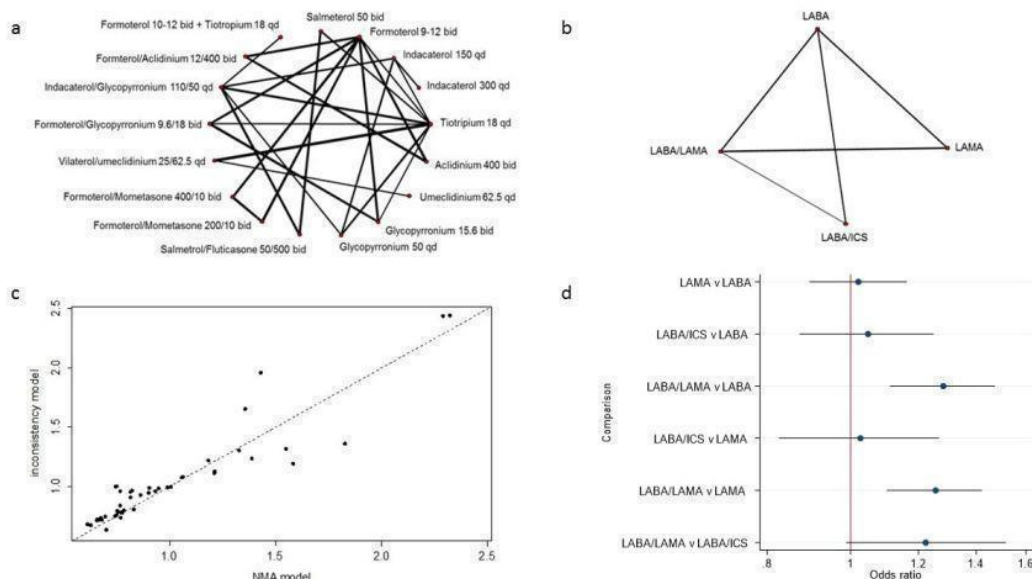 a
Formoterol 10-12 bid + Tiotropium 18 qd
Salmeterol 50 bid
Formoterol 9-12 bid
Indacaterol 150 qd
Formterol/Aclidinium 12/400 bid
Indacaterol 300 qd
Indacaterol/Glycopyrronium 110/50 qd
Formoterol/Glycopyrronium 9.6/18 bid
Tiotripium 18 qd
Vilaterol/umeclidinium 25/62.5 qd
Aclidinium 400 bid
Formoterol/Mometasone 400/10 bid
Umeclidinium 62.5 qd
Formoterol/Mometasone 200/10 bid
Glycopyrronium 15.6 bid
Salmetrol/Fluticasone 50/500 bid
Glycopyrronium 50 qd
b
LABA
LABA/LAMA
LAMA
LABA/ICS
c
inconsistency model
2.5
2.0
1.5
1.0
1.0
1.5
2.0
2.5
NMA model
d
Comparison
LAMA v LABA
LABA/ICS v LABA
LABA/LAMA v LABA
LABA/ICS v LAMA
LABA/LAMA v LAMA
LABA/LAMA v LABA/ICS
.8
1
1.2
1.4
1.6
Odds ratio